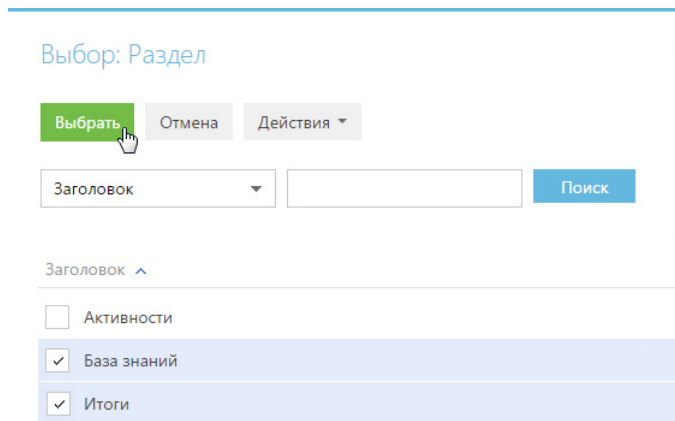 Выбор: Раздел
Выбрать Отмена Действия
Заголовок Поиск
Заголовок
Активности
База знаний
Итоги